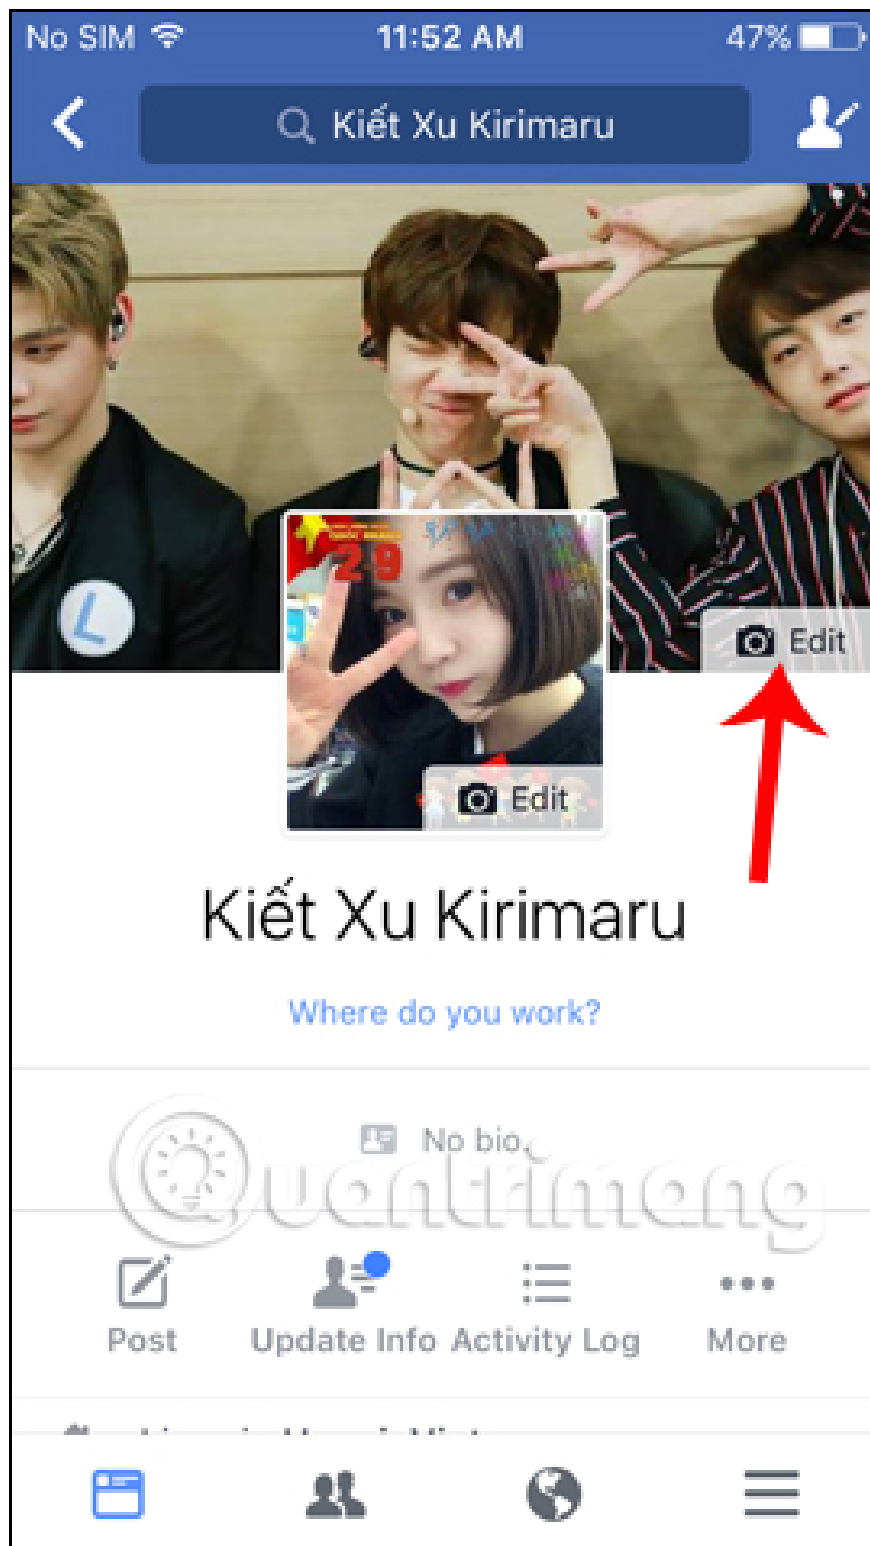 No SIM 11:52 AM 47%
Kiết Xu Kirimaru
L
2-9
Edit
Edit
Kiết Xu Kirimaru
Where do you work?
No bio.
Quantrimang
Post Update Info Activity Log More